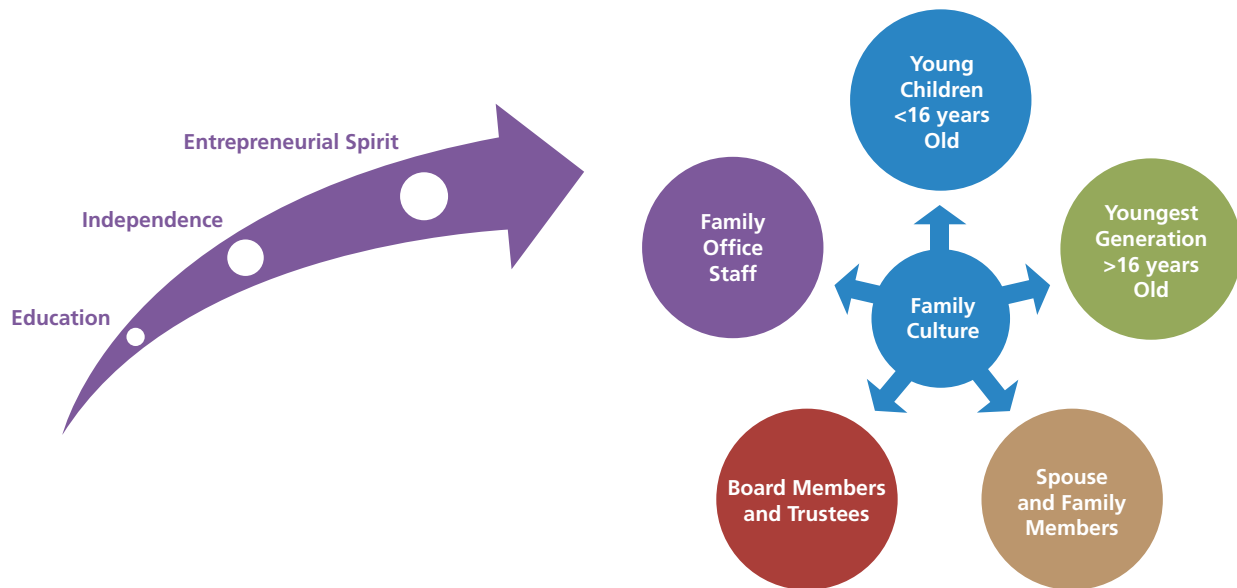 Entrepreneurial Spirit
Independence
Education
Young
Children
<16 years
Old
Family
Office
Staff
Youngest
Generation
>16 years
Old
Family
Culture
Board Members
and Trustees
Spouse
and Family
Members